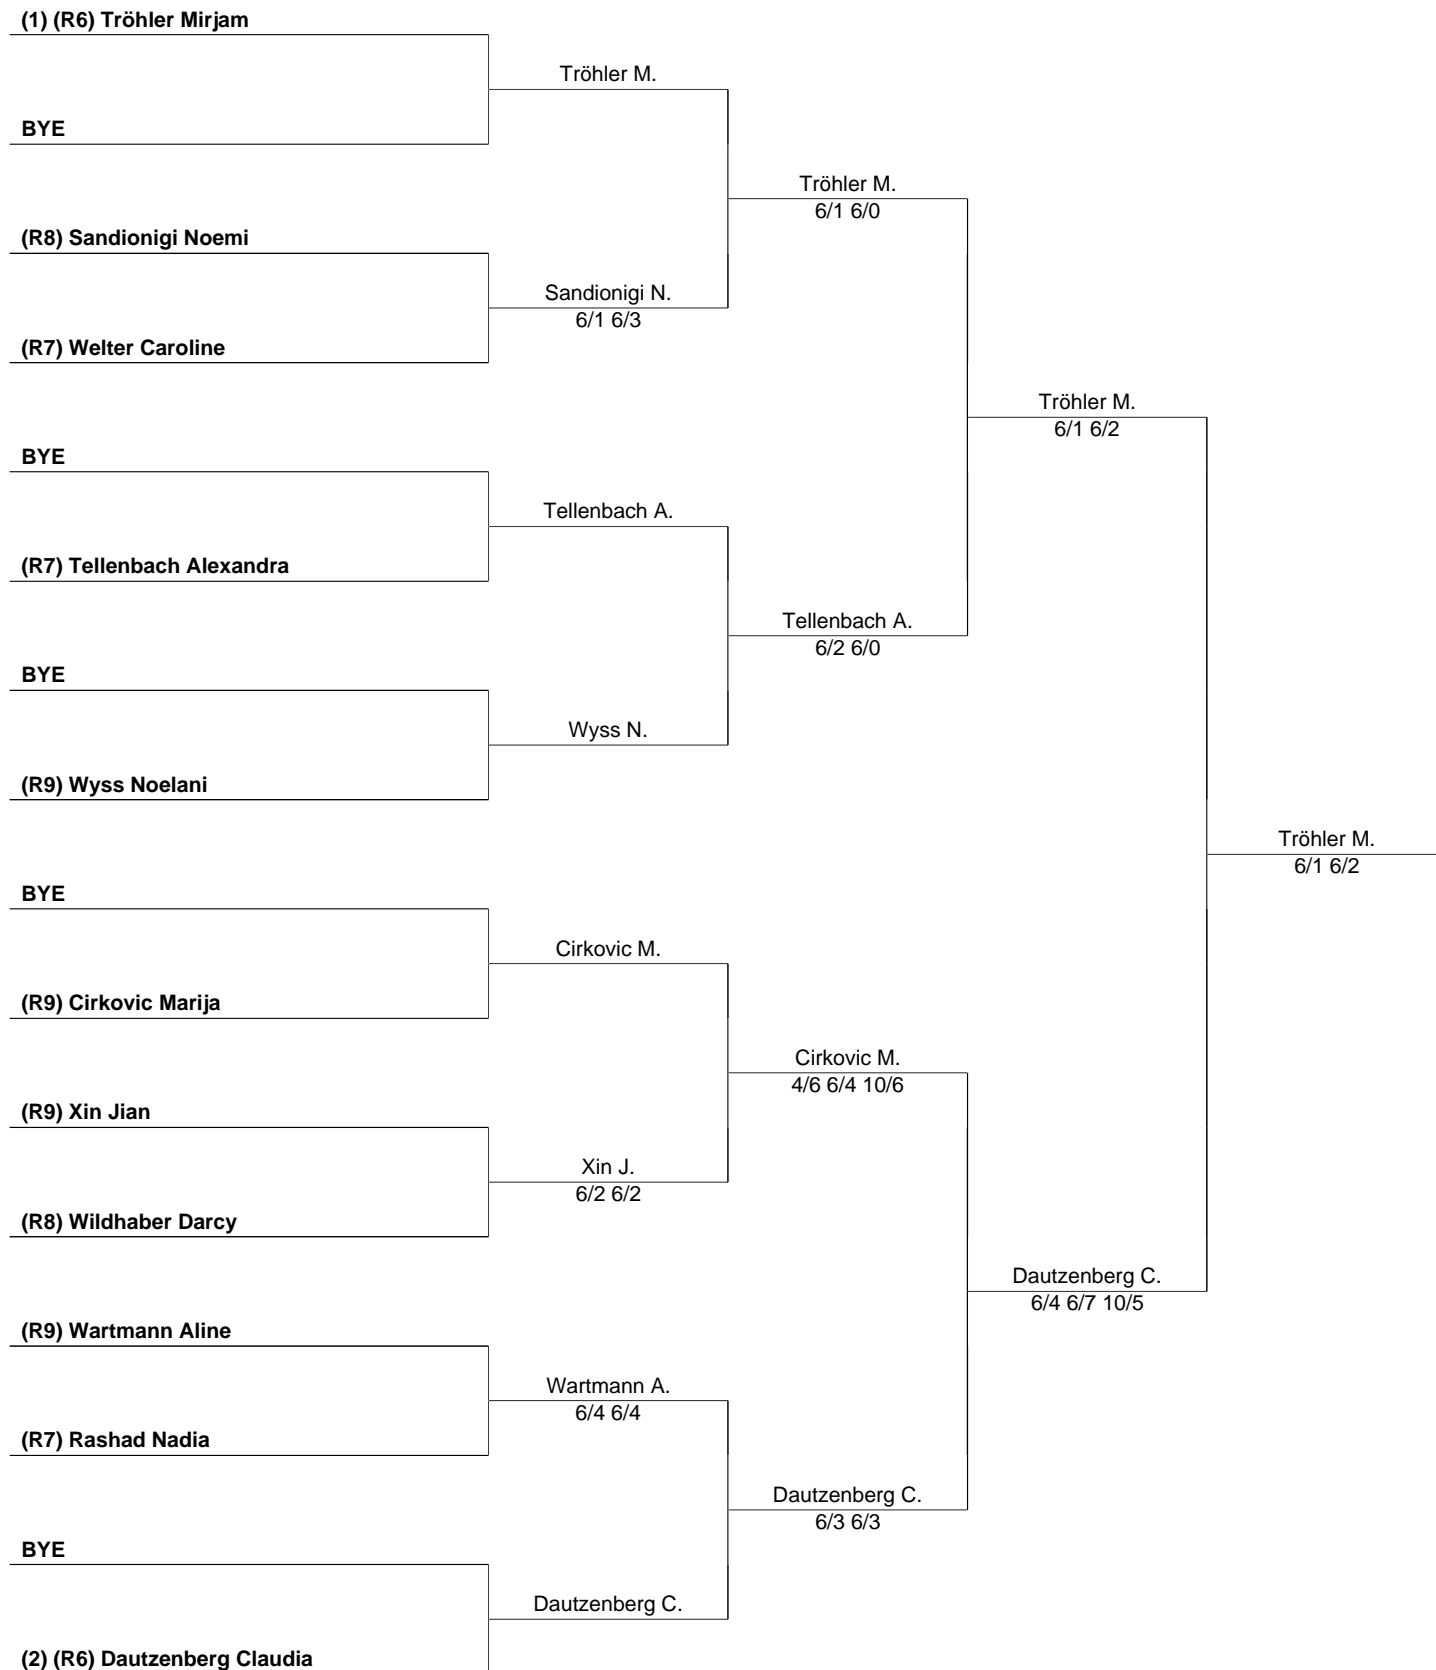 (1) (R6) Tröhler Mirjam
Tröhler M.
BYE
Tröhler M.
6/1 6/0
(R8) Sandionigi Noemi
Sandionigi N.
6/1 6/3
(R7) Welter Caroline
Tröhler M.
6/1 6/2
BYE
Tellenbach A.
(R7) Tellenbach Alexandra
Tellenbach A.
6/2 6/0
BYE
Wyss N.
(R9) Wyss Noelani
Tröhler M.
6/1 6/2
BYE
Cirkovic M.
(R9) Cirkovic Marija
Cirkovic M.
4/6 6/4 10/6
(R9) Xin Jian
Xin J.
6/2 6/2
(R8) Wildhaber Darcy
Dautzenberg C.
6/4 6/7 10/5
(R9) Wartmann Aline
Wartmann A.
6/4 6/4
(R7) Rashad Nadia
Dautzenberg C.
6/3 6/3
BYE
Dautzenberg C.
(2) (R6) Dautzenberg Claudia